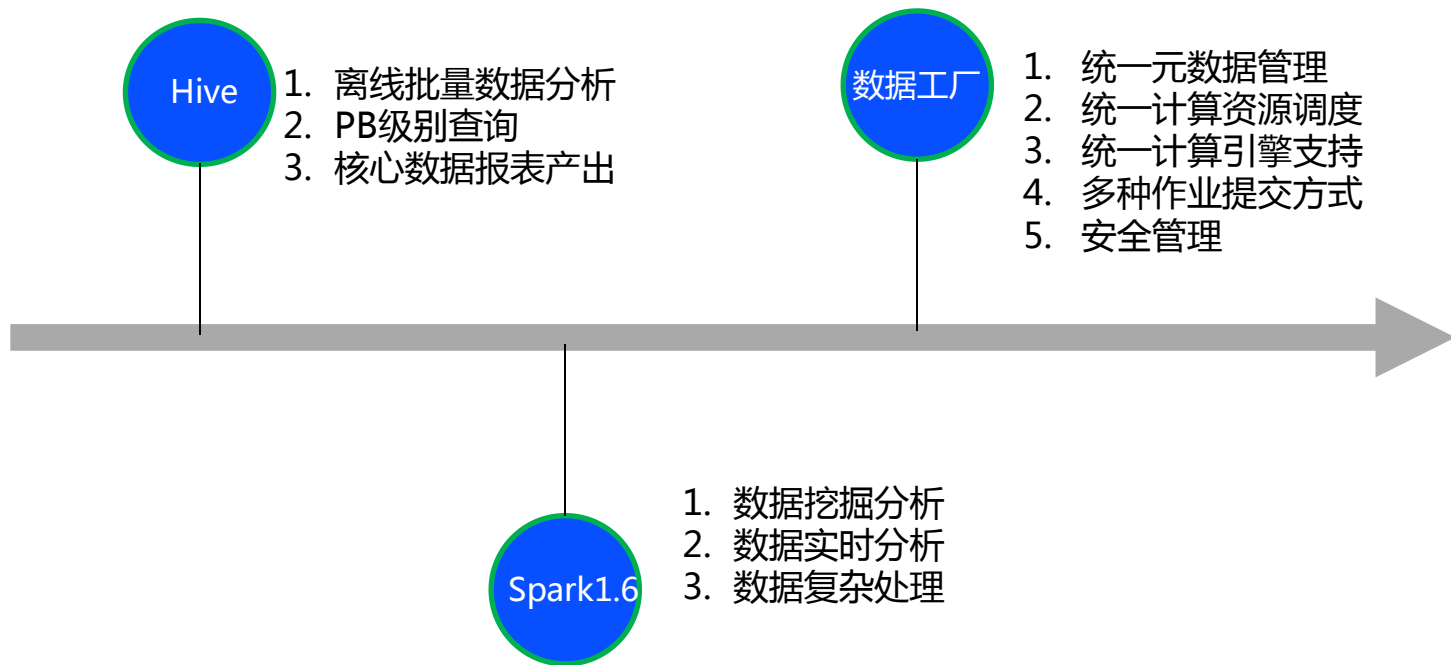 Hive
1. 离线批量数据分析
2. PB级别查询
3. 核心数据报表产出
数据工厂
1. 统一元数据管理
2. 统一计算资源调度
3. 统一计算引擎支持
4. 多种作业提交方式
5. 安全管理
Spark1.6
1. 数据挖掘分析
2. 数据实时分析
3. 数据复杂处理